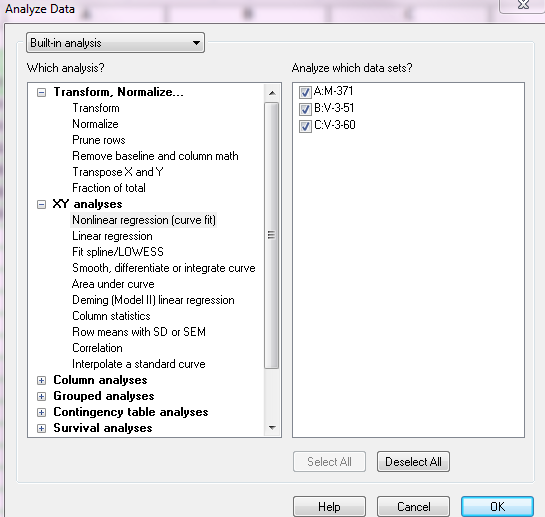 Analyze Data
A B C
Built-in analysis
Which analysis?
Analyze which data sets?
Transform, Normalize...
Transform
Normalize
Prune rows
Remove baseline and column math
Transpose X and Y
Fraction of total
XY analyses
Nonlinear regression (curve fit)
Linear regression
Fit spline/LOWESS
Smooth, differentiate or integrate curve
Area under curve
Deming (Model II) linear regression
Column statistics
Row means with SD or SEM
Correlation
Interpolate a standard curve
Column analyses
Grouped analyses
Contingency table analyses
Survival analyses
A:M-371
B:V-3-51
C:V-3-60
Select All
Deselect All
Help
Cancel
OK